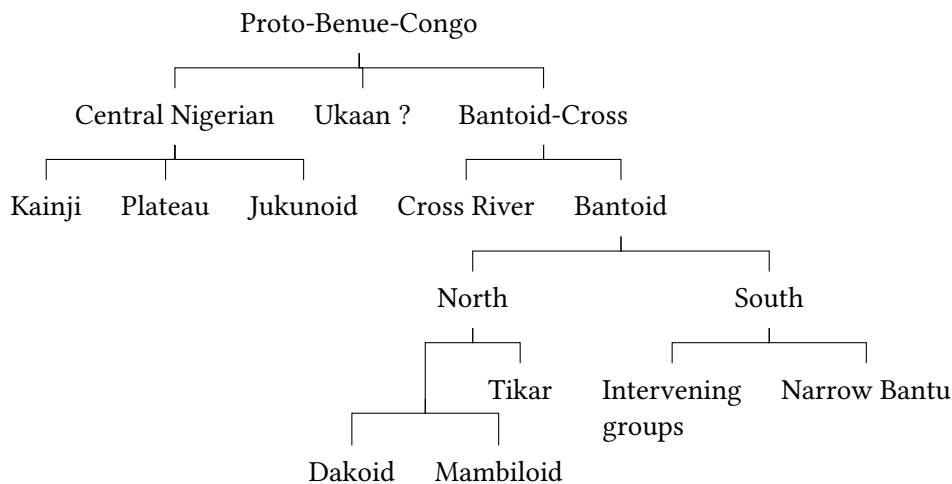 Proto-Benue-Congo
Central Nigerian Ukaan ? Bantoid-Cross
Kainji Plateau Jukunoid Cross River Bantoid
North South
Tikar Intervening groups Narrow Bantu
Dakoid Mambiloid